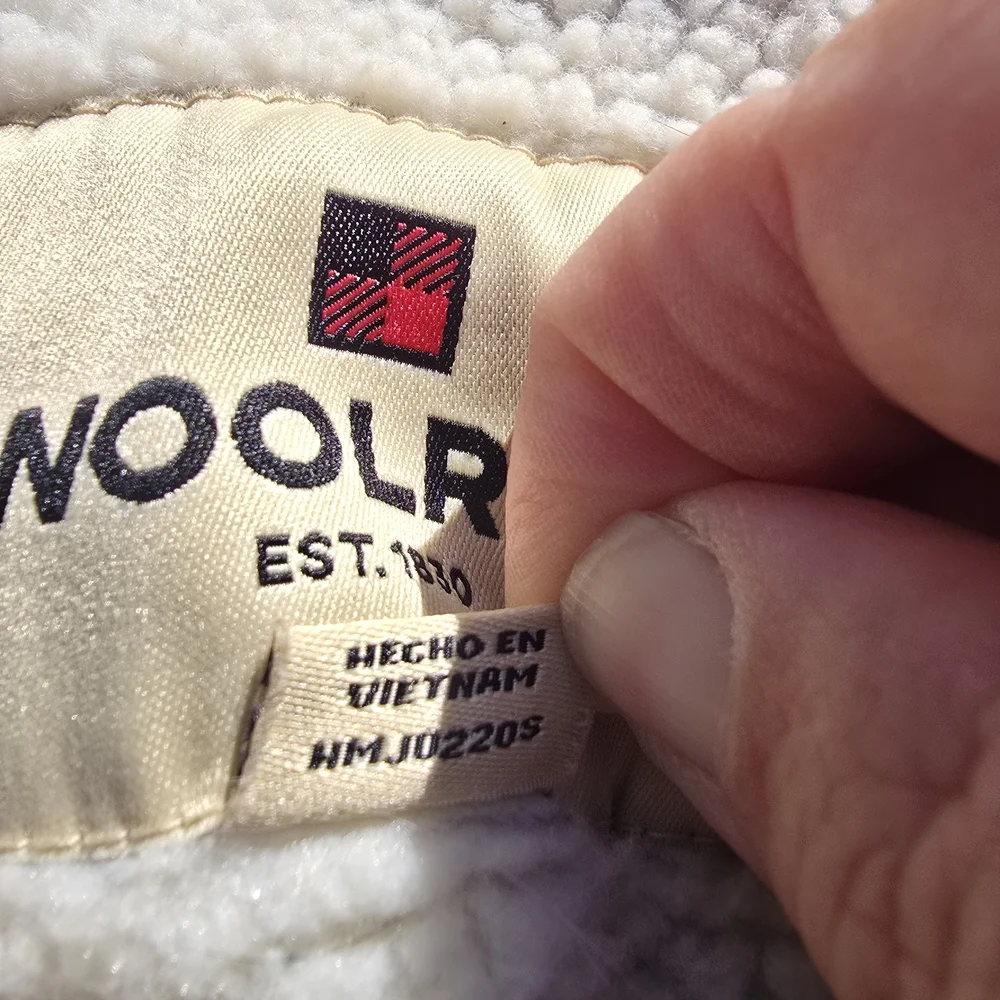 WOOLR
EST. 1830
HECHO EN
VIETNAM
WMJ0220S